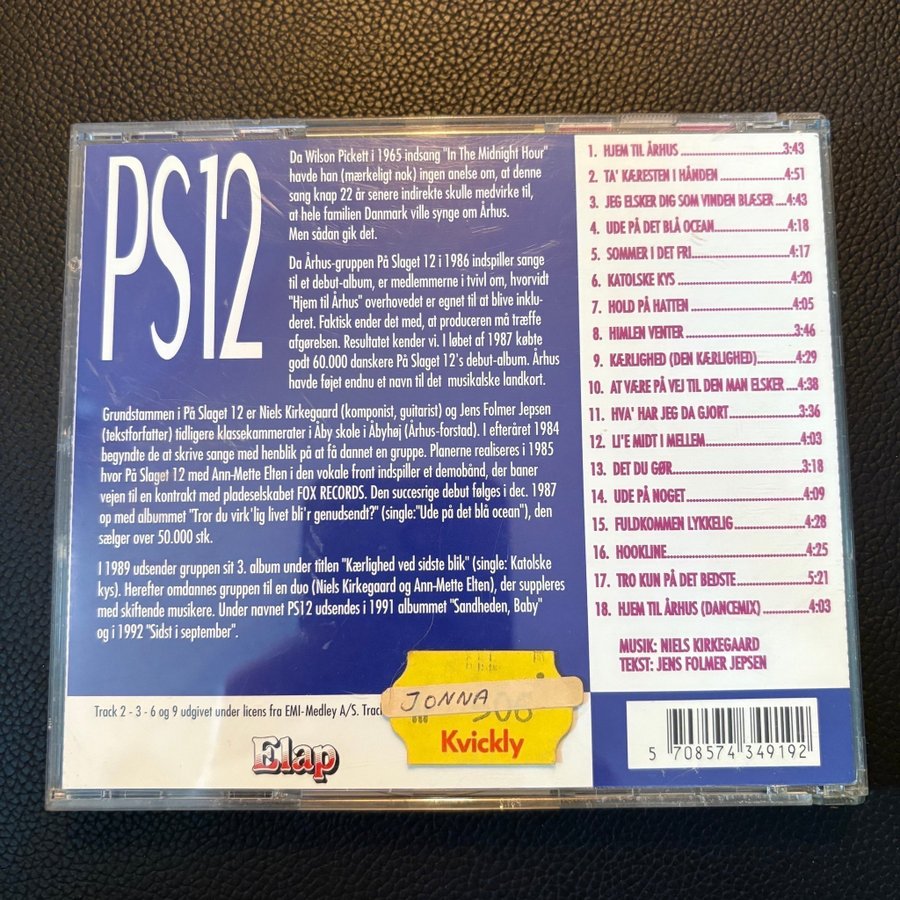 PS12
Da Wilson Pickett i 1965 indsang "In The Midnight Hour"
havde han (mærkeligt nok) ingen anelse om, at denne
sang knap 22 år senere indirekte skulle medvirke til,
at hele familien Danmark ville synge om Århus.
Men sådan gik det.
Da Århus-gruppen På Slaget 12 i 1986 indspiller sange
til et debut-album, er medlemmerne i tvivl om, hvorvidt
"Hjem til Århus" overhovedet er egnet til at blive inklu-
deret. Faktisk ender det med, at produceren må træffe
afgørelsen. Resultatet kender vi. I løbet af 1987 købte
godt 60.000 danskere På Slaget 12's debut-album. Århus
havde føjet endnu et navn til det musikalske landkort.
Grundstammen i På Slaget 12 er Niels Kirkegaard (komponist, guitarist) og Jens Folmer Jepsen
(tekstforfatter) tidligere klassekammerater i Åby skole i Åbyhøj (Århus-forstad). I efteråret 1984
begyndte de at skrive sange med henblik på at få dannet en gruppe. Planerne realiseres i 1985
hvor På Slaget 12 med Ann-Mette Elten i den vokale front indspiller et demobånd, der baner
vejen til en kontrakt med pladeselskabet FOX RECORDS. Den succesrige debut følges i dec. 1987
op med albummet "Tror du virk'lig livet bli'r genudsendt?" (single:"Ude på det blå ocean"), den
sælger over 50.000 stk.
I 1989 udsender gruppen sit 3. album under titlen "Kærlighed ved sidste blik" (single: Katolske
kys). Herefter omdannes gruppen til en duo (Niels Kirkegaard og Ann-Mette Elten), der suppleres
med skiftende musikere. Under navnet PS12 udsendes i 1991 albummet "Sandheden, Baby"
og i 1992 "Sidst i september".
Track 2 - 3 - 6 og 9 udgivet under licens fra EMI-Medley A/S. Trac
Elap
JONNA
Kvickly
1. HJEM TIL ÅRHUS ....................3:43
2. TA' KÆRESTEN I HÅNDEN ............4:51
3. JEG ELSKER DIG SOM VINDEN BLÆSER ...4:43
4. UDE PÅ DET BLÅ OCEAN..............4:18
5. SOMMER I DET FRI..................4:17
6. KATOLSKE KYS .....................4:20
7. HOLD PÅ HATTEN ...................4:05
8. HIMLEN VENTER ....................3:46
9. KÆRLIGHED (DEN KÆRLIGHED)..........4:29
10. AT VÆRE PÅ VEJ TIL DEN MAN ELSKER ...4:38
11. HVA' HAR JEG DA GJORT.............3:36
12. LI'E MIDT I MELLEM................4:03
13. DET DU GØR.......................3:18
14. UDE PÅ NOGET.....................4:09
15. FULDKOMMEN LYKKELIG..............4:28
16. HOOKLINE.........................4:25
17. TRO KUN PÅ DET BEDSTE.............5:21
18. HJEM TIL ÅRHUS (DANCEMIX) .........4:03
MUSIK: NIELS KIRKEGAARD
TEKST: JENS FOLMER JEPSEN
5 708574 349192